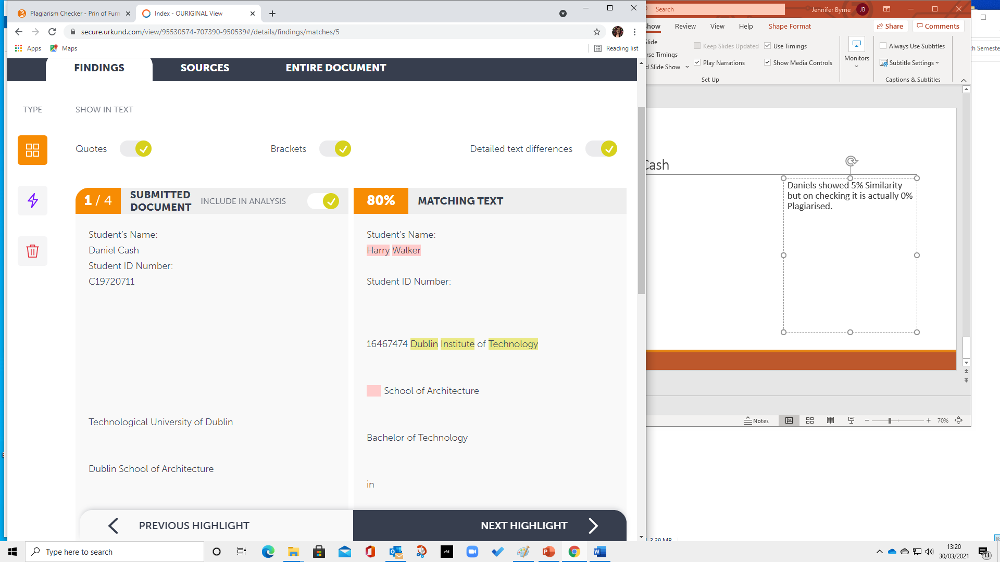 Plagiarism Checker - Prin of Furn
Index - OURIGINAL View
secure.urkund.com/view/95530574-707390-950539#/details/findings/matches/5
Apps
Maps
Reading list
FINDINGS
SOURCES
ENTIRE DOCUMENT
TYPE
SHOW IN TEXT
Quotes
Brackets
Detailed text differences
1 / 4
SUBMITTED
DOCUMENT
INCLUDE IN ANALYSIS
80%
MATCHING TEXT
Student's Name:
Daniel Cash
Student ID Number:
C19720711
Technological University of Dublin
Dublin School of Architecture
Student's Name:
Harry Walker
Student ID Number:
16467474 Dublin Institute of Technology
School of Architecture
Bachelor of Technology
in
PREVIOUS HIGHLIGHT
NEXT HIGHLIGHT
Search
Jennifer Byrne
JB
Review
View
Help
Shape Format
Share
Comments
Keep Slides Updated
Use Timings
Always Use Subtitles
rse Timings
Play Narrations
Show Media Controls
Monitors
Subtitle Settings
d Slide Show
Set Up
Captions & Subtitles
h Semeste
Cash
Daniels showed 5% Similarity
but on checking it is actually 0%
Plagiarised.
Notes
70%
3.39 MB
Type here to search
rM
13:20
30/03/2021
13